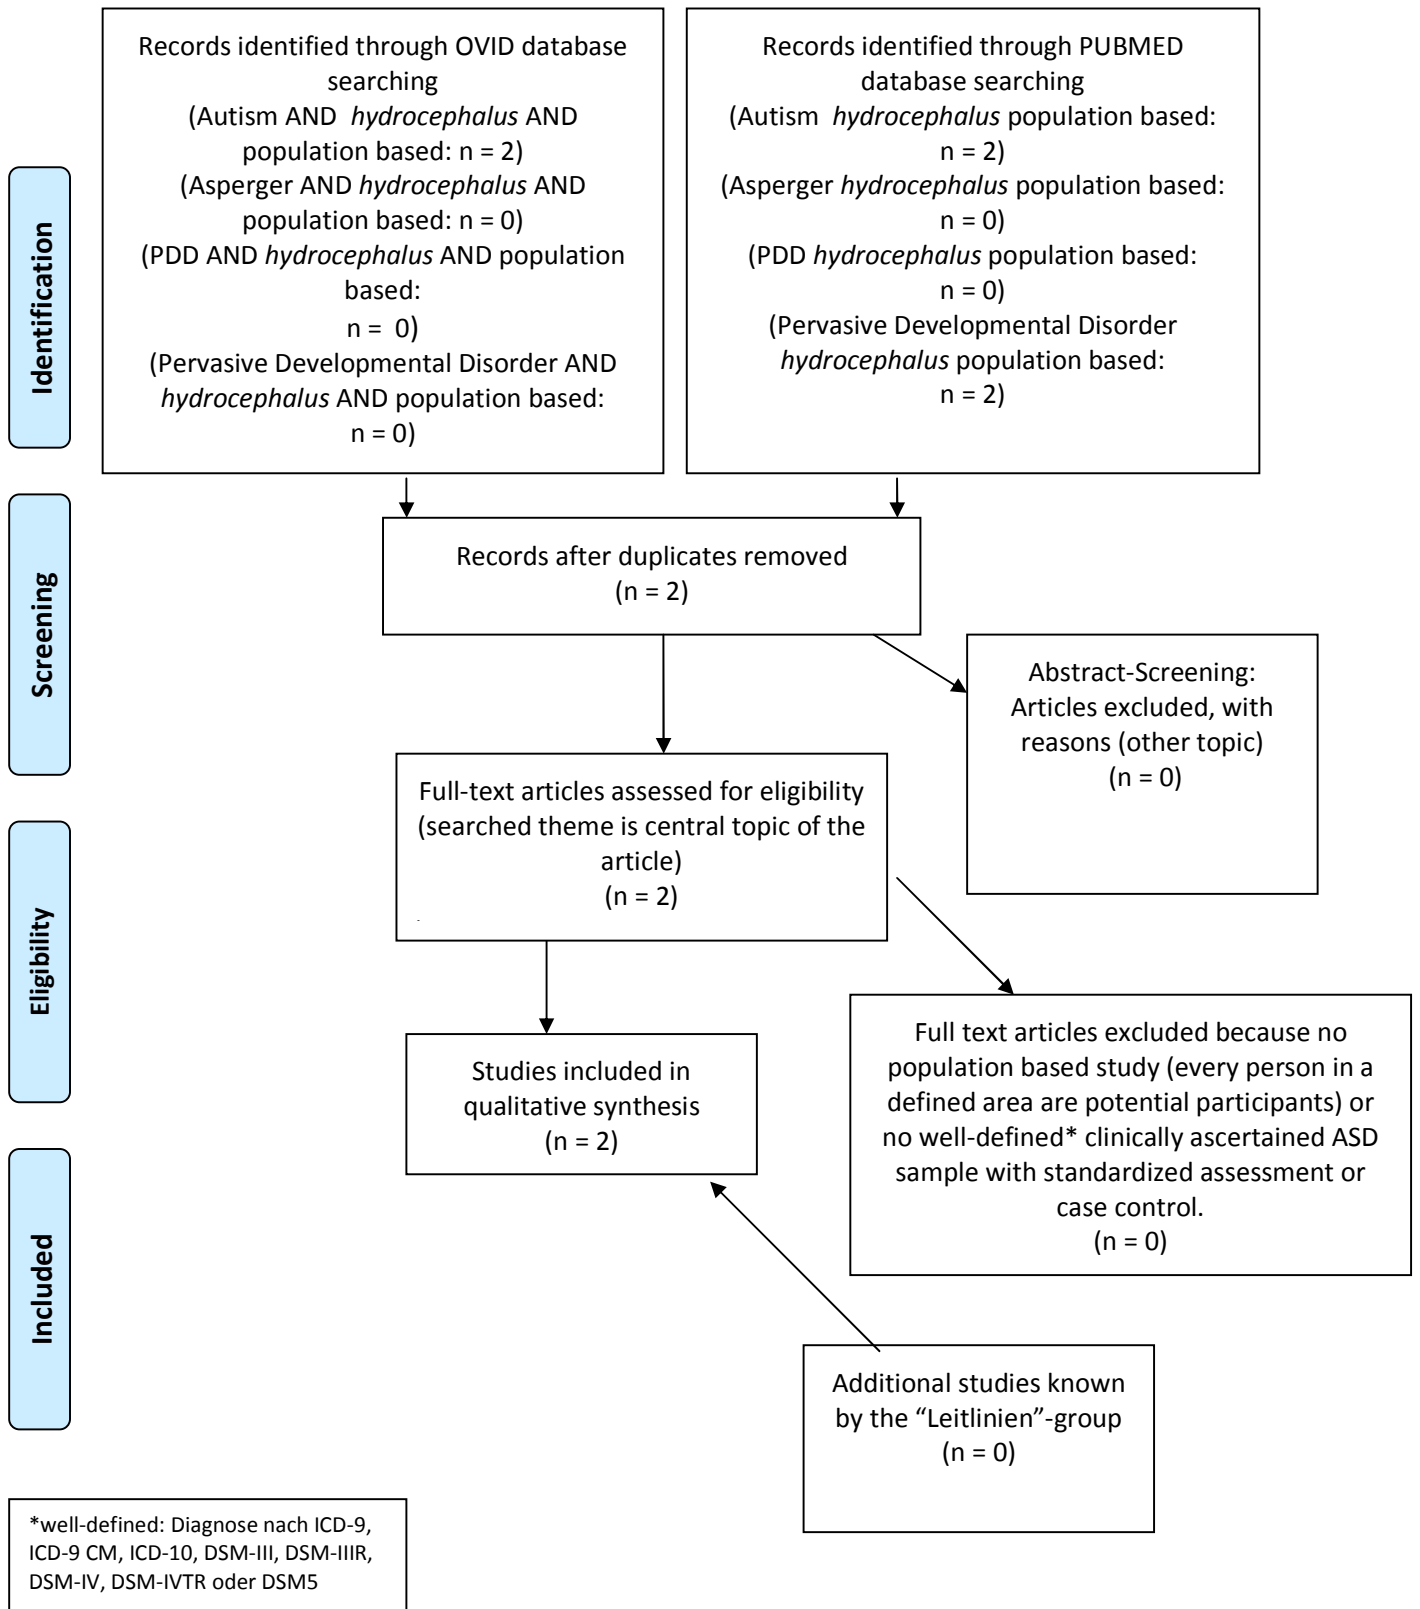 Records identified through OVID database
searching
(Autism AND hydrocephalus AND
population based: n = 2)
(Asperger AND hydrocephalus AND
population based: n = 0)
(PDD AND hydrocephalus AND population
based:
n = 0)
(Pervasive Developmental Disorder AND
hydrocephalus AND population based:
n = 0)
Records identified through PUBMED
database searching
(Autism hydrocephalus population based:
n = 2)
(Asperger hydrocephalus population based:
n = 0)
(PDD hydrocephalus population based:
n = 0)
(Pervasive Developmental Disorder
hydrocephalus population based:
n = 2)
Identification
Records after duplicates removed
(n = 2)
Screening
Abstract-Screening:
Articles excluded, with
reasons (other topic)
(n = 0)
Full-text articles assessed for eligibility
(searched theme is central topic of the
article)
(n = 2)
Eligibility
Full text articles excluded because no
population based study (every person in a
defined area are potential participants) or
no well-defined* clinically ascertained ASD
sample with standardized assessment or
case control.
(n = 0)
Studies included in
qualitative synthesis
(n = 2)
Included
Additional studies known
by the “Leitlinien”-group
(n = 0)
*well-defined: Diagnose nach ICD-9,
ICD-9 CM, ICD-10, DSM-III, DSM-IIIR,
DSM-IV, DSM-IVTR oder DSM5